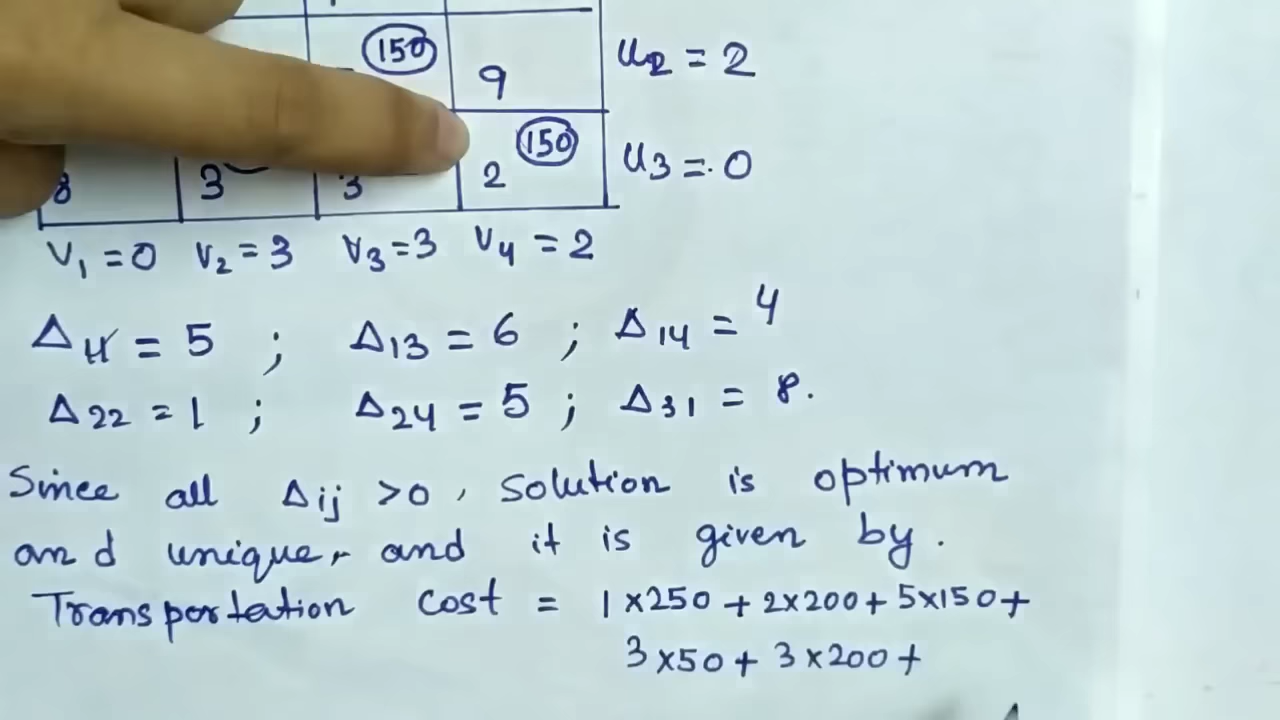 150 9 u2 = 2
8 3 3 2 150 u3 = 0
V1 = 0 V2 = 3 V3 = 3 V4 = 2
Δ11 = 5 ; Δ13 = 6 ; Δ14 = 4
Δ22 = 1 ; Δ24 = 5 ; Δ31 = 8.
Since all Δij >0, solution is optimum
and unique, and it is given by.
Transportation cost = 1×250 + 2×200 + 5×150 +
3×50 + 3×200 +